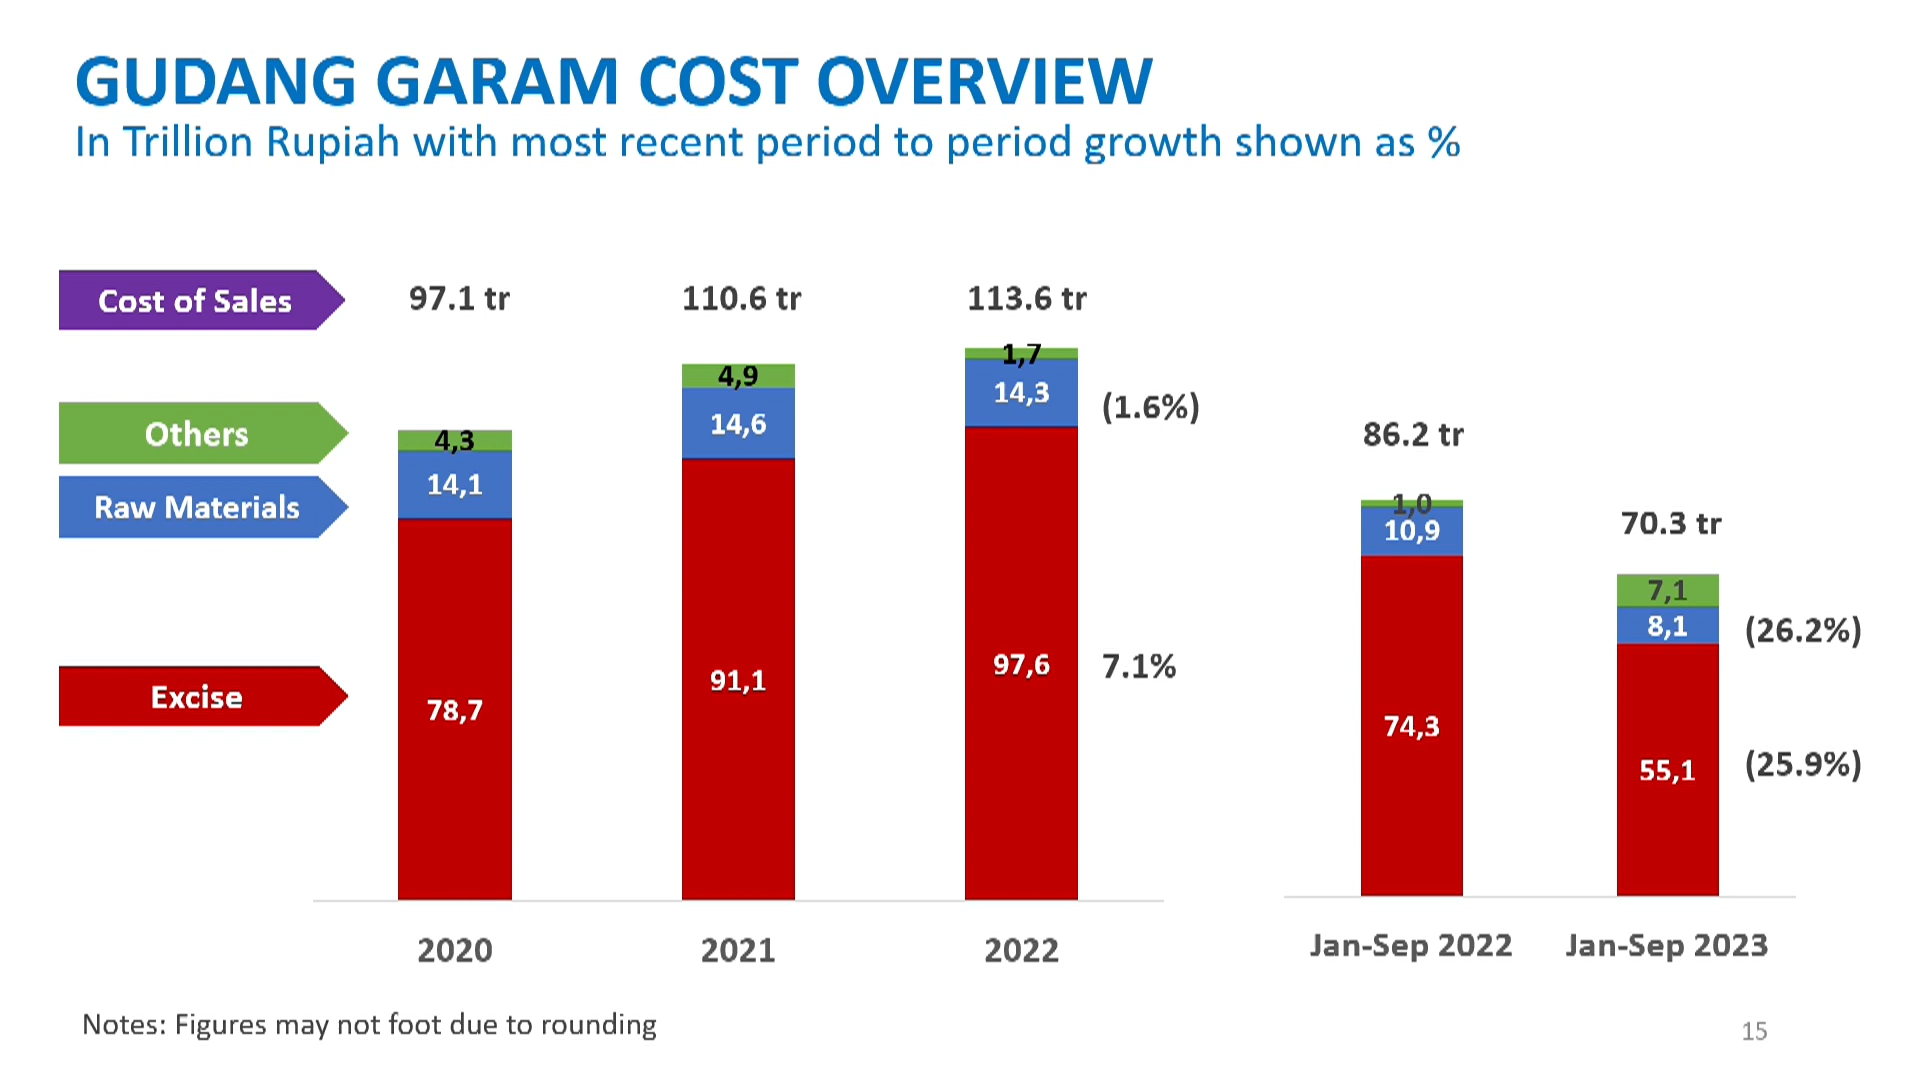 GUDANG GARAM COST OVERVIEW
In Trillion Rupiah with most recent period to period growth shown as %
Cost of Sales
97.1 tr
110.6 tr
113.6 tr
Others
Raw Materials
Excise
4,3
14,1
78,7
4,9
14,6
91,1
1,7
14,3
97,6
(1.6%)
7.1%
86.2 tr
1,0
10,9
74,3
70.3 tr
7,1
8,1
55,1
(26.2%)
(25.9%)
2020
2021
2022
Jan-Sep 2022
Jan-Sep 2023
Notes: Figures may not foot due to rounding
15